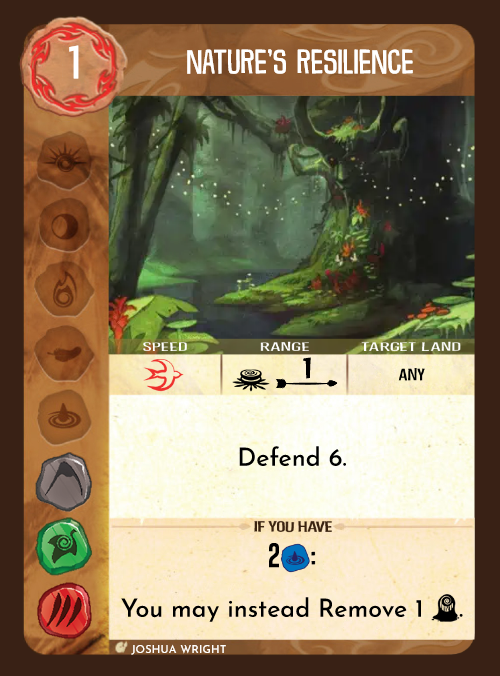 1
NATURE'S RESILIENCE
SPEED RANGE TARGET LAND
1 ANY
Defend 6.
IF YOU HAVE
2 :
You may instead Remove 1 .
JOSHUA WRIGHT